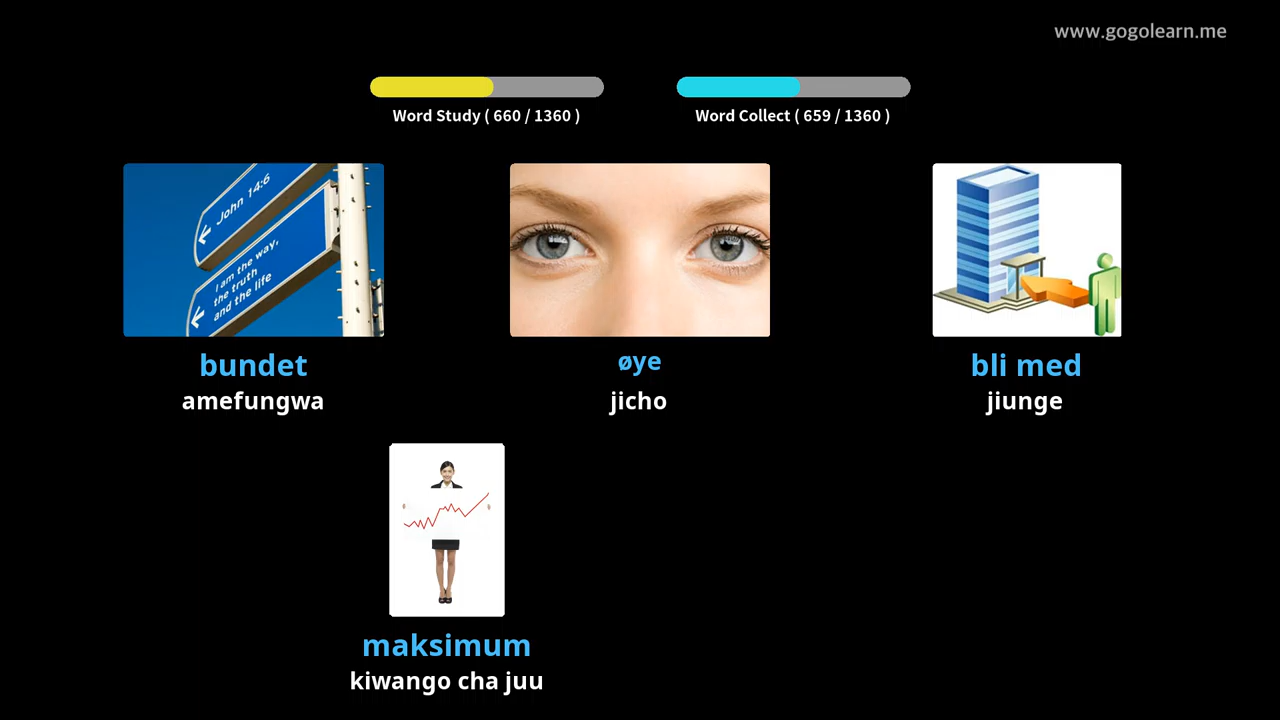 www.gogolearn.me
Word Study ( 660 / 1360 )
Word Collect ( 659 / 1360 )
John 14:6
I am the way,
the truth
and the life
bundet
amefungwa
øye
jicho
bli med
jiunge
maksimum
kiwango cha juu